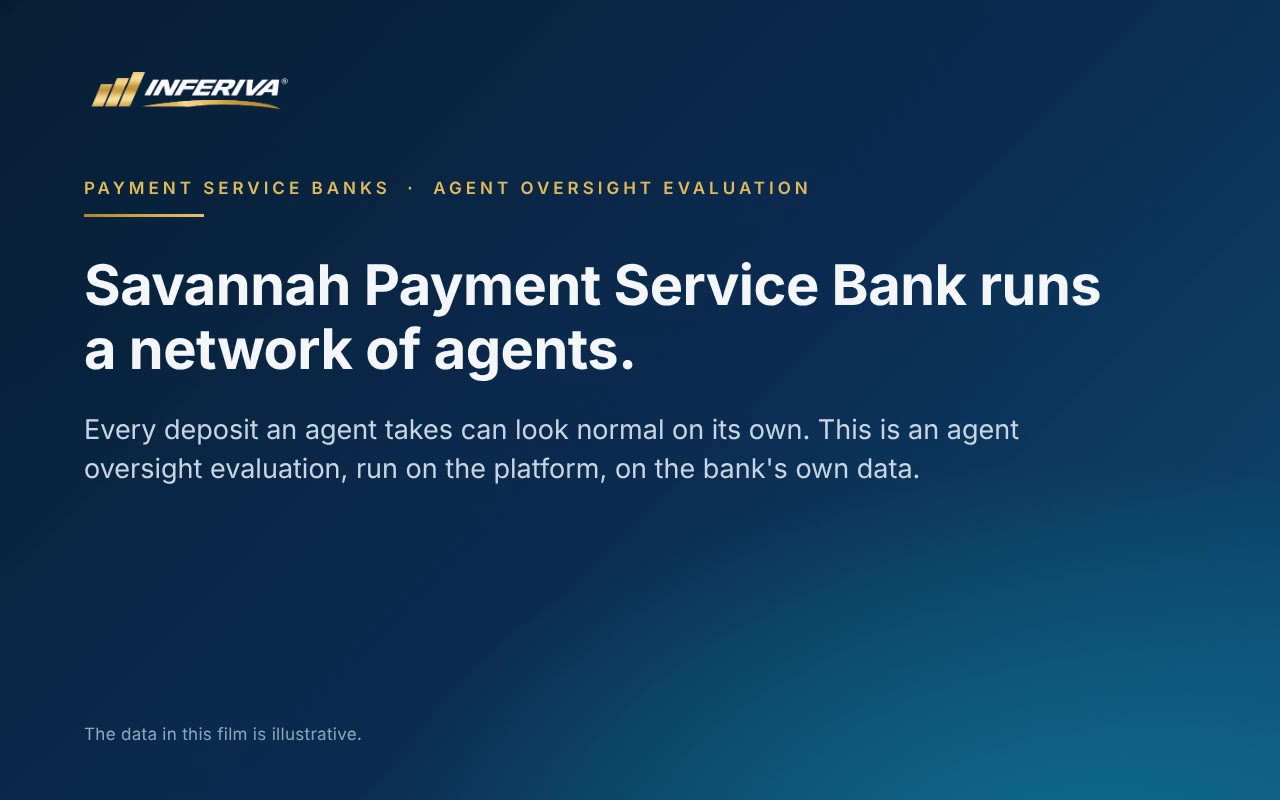 INFERIVA®
PAYMENT SERVICE BANKS · AGENT OVERSIGHT EVALUATION
Savannah Payment Service Bank runs
a network of agents.
Every deposit an agent takes can look normal on its own. This is an agent
oversight evaluation, run on the platform, on the bank's own data.
The data in this film is illustrative.